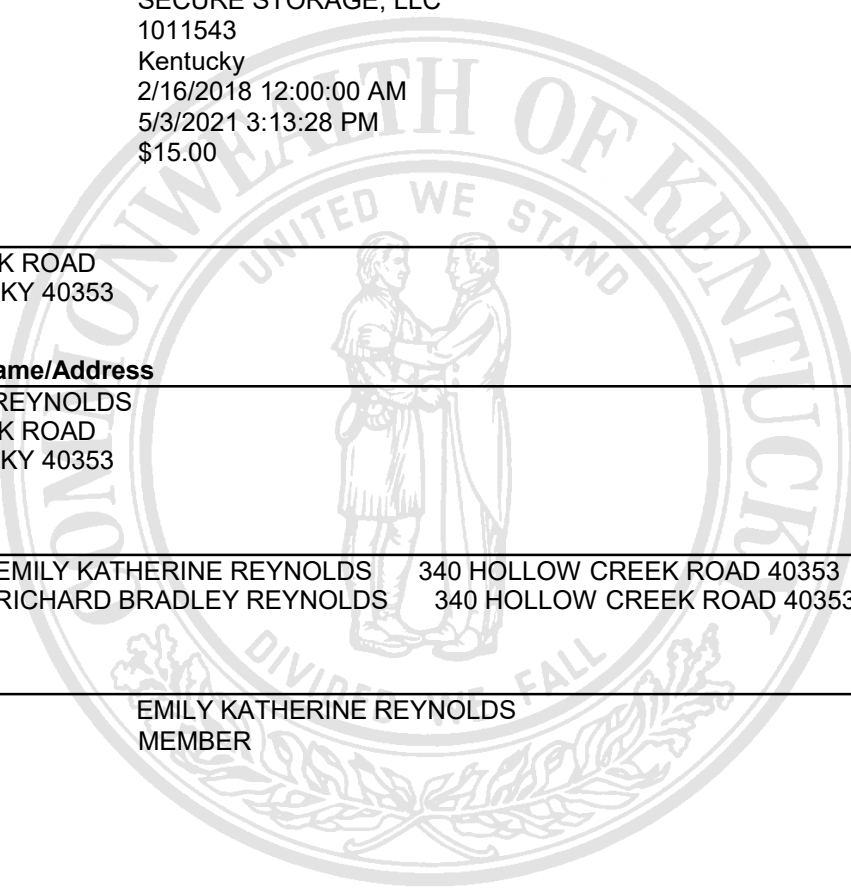 SECURE STORAGE, LLC
1011543
Kentucky
2/16/2018 12:00:00 AM
5/3/2021 3:13:28 PM
$15.00
K ROAD
KY 40353
ame/Address
REYNOLDS
K ROAD
KY 40353
EMILY KATHERINE REYNOLDS 340 HOLLOW CREEK ROAD 40353
RICHARD BRADLEY REYNOLDS 340 HOLLOW CREEK ROAD 40353
EMILY KATHERINE REYNOLDS
MEMBER
COMMONWEALTH OF KENTUCKY
UNITED WE STAND
DIVIDED WE FALL